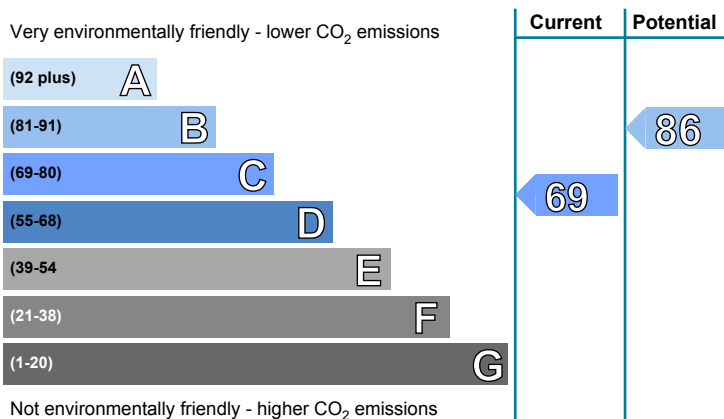 Current Potential
Very environmentally friendly - lower CO2 emissions
(92 plus) A
(81-91) B
86
(69-80) C
69
(55-68) D
(39-54 E
(21-38) F
(1-20) G
Not environmentally friendly - higher CO2 emissions